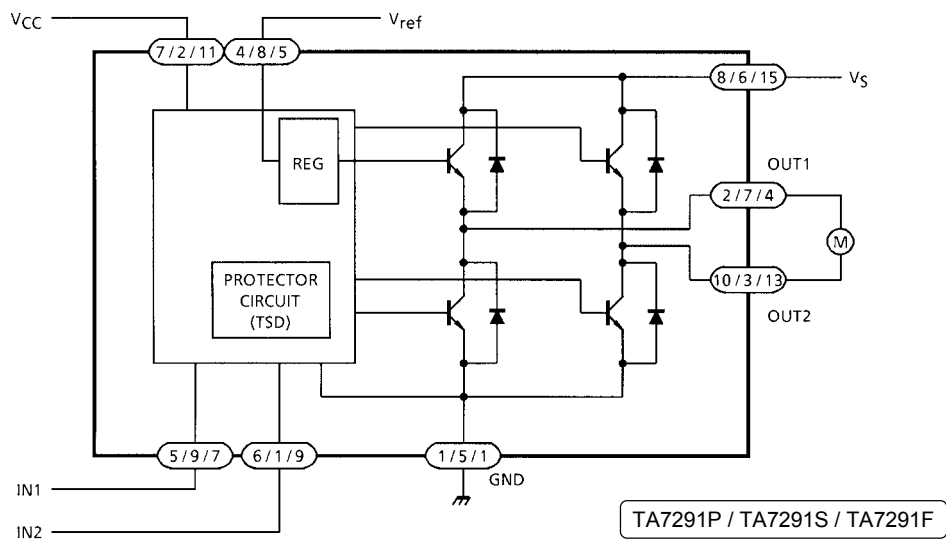 VCC
Vref
7/2/11
4/8/5
8/6/15
VS
REG
OUT1
2/7/4
M
PROTECTOR
CIRCUIT
(TSD)
10/3/13
OUT2
5/9/7
6/1/9
1/5/1
GND
IN1
IN2
TA7291P / TA7291S / TA7291F